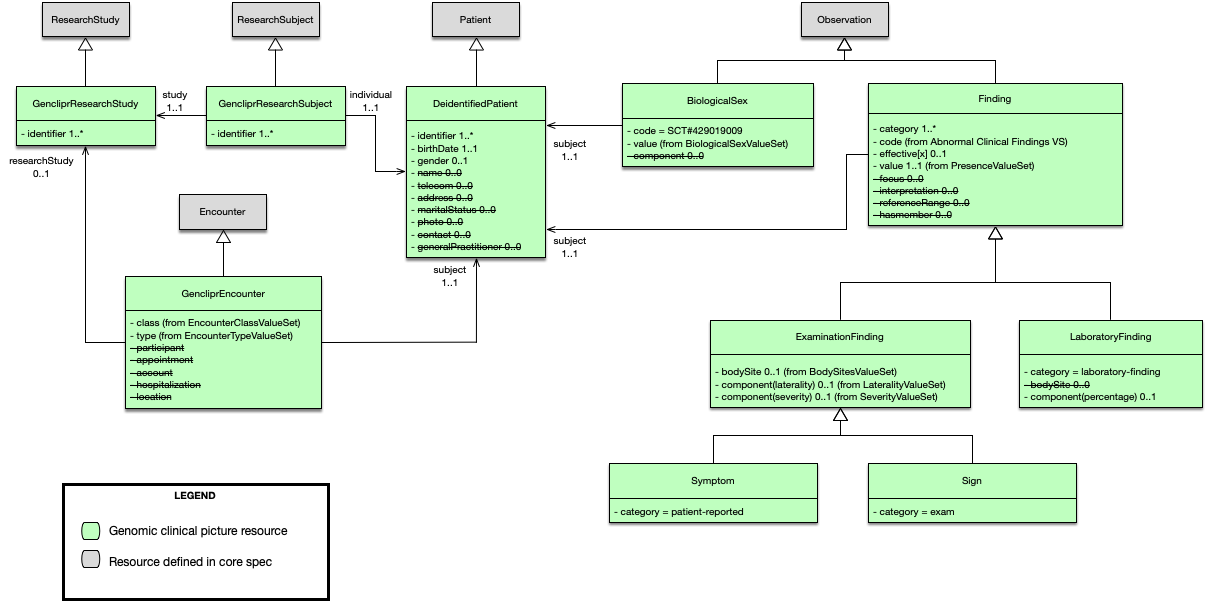 ResearchStudy
ResearchSubject
Patient
Observation
GencliprResearchStudy
- identifier 1..*
study
1..1
GencliprResearchSubject
- identifier 1..*
individual
1..1
DeidentifiedPatient
- identifier 1..*
- birthDate 1..1
- gender 0..1
- name 0..0
- telecom 0..0
- address 0..0
- maritalStatus 0..0
- photo 0..0
- contact 0..0
- generalPractitioner 0..0
BiologicalSex
- code = SCT#429019009
- value (from BiologicalSexValueSet)
- component 0..0
subject
1..1
Finding
- category 1..*
- code (from Abnormal Clinical Findings VS)
- effective[x] 0..1
- value 1..1 (from PresenceValueSet)
- focus 0..0
- interpretation 0..0
- referenceRange 0..0
- hasmember 0..0
subject
1..1
researchStudy
0..1
Encounter
subject
1..1
GencliprEncounter
- class (from EncounterClassValueSet)
- type (from EncounterTypeValueSet)
- participant
- appointment
- account
- hospitalization
- location
ExaminationFinding
- bodySite 0..1 (from BodySitesValueSet)
- component(laterality) 0..1 (from LateralityValueSet)
- component(severity) 0..1 (from SeverityValueSet)
LaboratoryFinding
- category = laboratory-finding
- bodySite 0..0
- component(percentage) 0..1
Symptom
- category = patient-reported
Sign
- category = exam
LEGEND
Genomic clinical picture resource
Resource defined in core spec